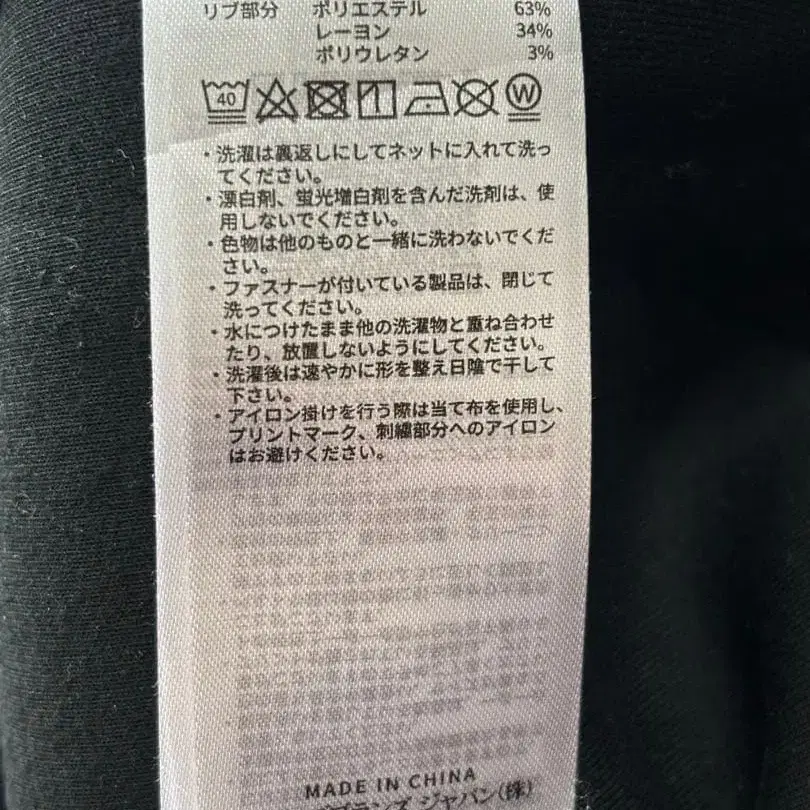 リブ部分 ポリエステル 63%
レーヨン 34%
ポリウレタン 3%
40 W
・洗濯は裏返しにしてネットに入れて洗っ
てください。
・漂白剤、蛍光増白剤を含んだ洗剤は、使
用しないでください。
・色物は他のものと一緒に洗わないでくだ
さい。
・ファスナーが付いている製品は、閉じて
洗ってください。
・水につけたまま他の洗濯物と重ね合わせ
たり、放置しないようにしてください。
・洗濯後は速やかに形を整え日陰で干して
下さい。
・アイロン掛けを行う際は当て布を使用し、
プリントマーク、刺繍部分へのアイロン
はお避けください。
MADE IN CHINA
ブランズ ジャパン(株)